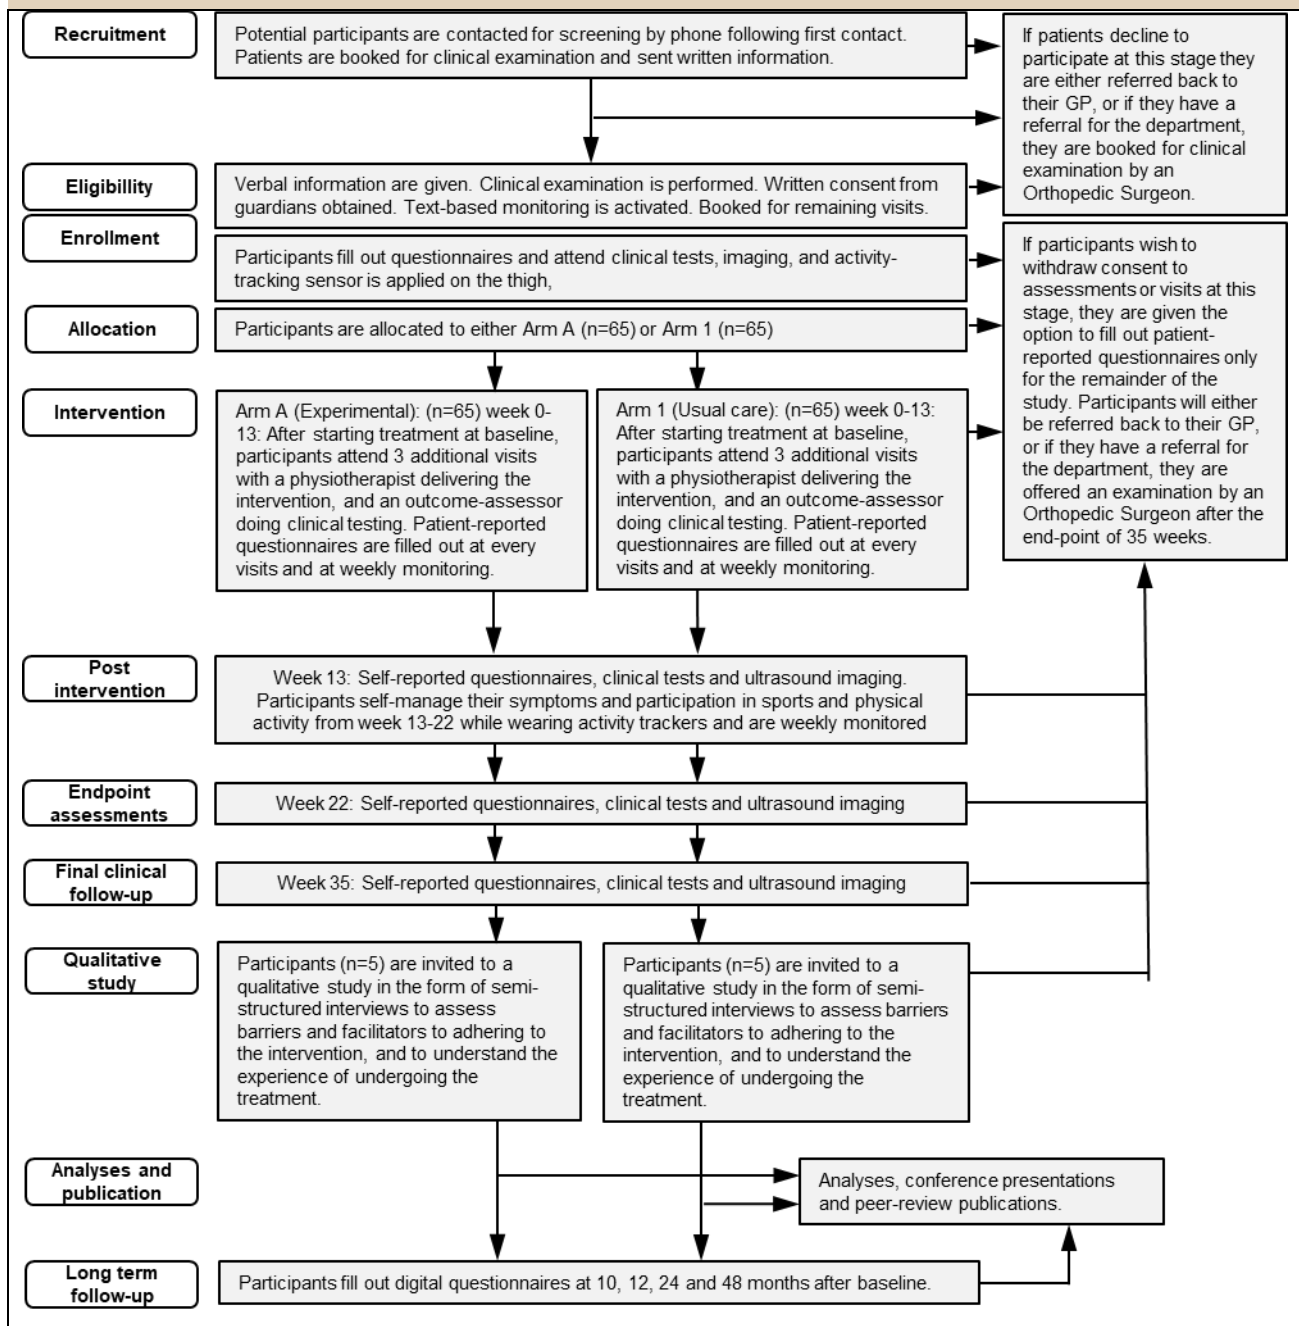 Recruitment
Potential participants are contacted for screening by phone following first contact.
Patients are booked for clinical examination and sent written information.
If patients decline to
participate at this stage they
are either referred back to
their GP, or if they have a
referral for the department,
they are booked for clinical
examination by an
Orthopedic Surgeon.
Eligibillity
Verbal information are given. Clinical examination is performed. Written consent from
guardians obtained. Text-based monitoring is activated. Booked for remaining visits.
Enrollment
Participants fill out questionnaires and attend clinical tests, imaging, and activity-
tracking sensor is applied on the thigh,
If participants wish to
withdraw consent to
assessments or visits at this
stage, they are given the
option to fill out patient-
reported questionnaires only
for the remainder of the
study. Participants will either
be referred back to their GP,
or if they have a referral for
the department, they are
offered an examination by an
Orthopedic Surgeon after the
end-point of 35 weeks.
Allocation
Participants are allocated to either Arm A (n=65) or Arm 1 (n=65)
Intervention
Arm A (Experimental): (n=65) week 0-
13: After starting treatment at baseline,
participants attend 3 additional visits
with a physiotherapist delivering the
intervention, and an outcome-assessor
doing clinical testing. Patient-reported
questionnaires are filled out at every
visits and at weekly monitoring.
Arm 1 (Usual care): (n=65) week 0-13:
After starting treatment at baseline,
participants attend 3 additional visits
with a physiotherapist delivering the
intervention, and an outcome-assessor
doing clinical testing. Patient-reported
questionnaires are filled out at every
visits and at weekly monitoring.
Post
intervention
Week 13: Self-reported questionnaires, clinical tests and ultrasound imaging.
Participants self-manage their symptoms and participation in sports and physical
activity from week 13-22 while wearing activity trackers and are weekly monitored
Endpoint
assessments
Week 22: Self-reported questionnaires, clinical tests and ultrasound imaging
Final clinical
follow-up
Week 35: Self-reported questionnaires, clinical tests and ultrasound imaging
Qualitative
study
Participants (n=5) are invited to a
qualitative study in the form of semi-
structured interviews to assess
barriers and facilitators to adhering to
the intervention, and to understand the
experience of undergoing the
treatment.
Participants (n=5) are invited to a
qualitative study in the form of semi-
structured interviews to assess barriers
and facilitators to adhering to the
intervention, and to understand the
experience of undergoing the
treatment.
Analyses and
publication
Analyses, conference presentations
and peer-review publications.
Long term
follow-up
Participants fill out digital questionnaires at 10, 12, 24 and 48 months after baseline.